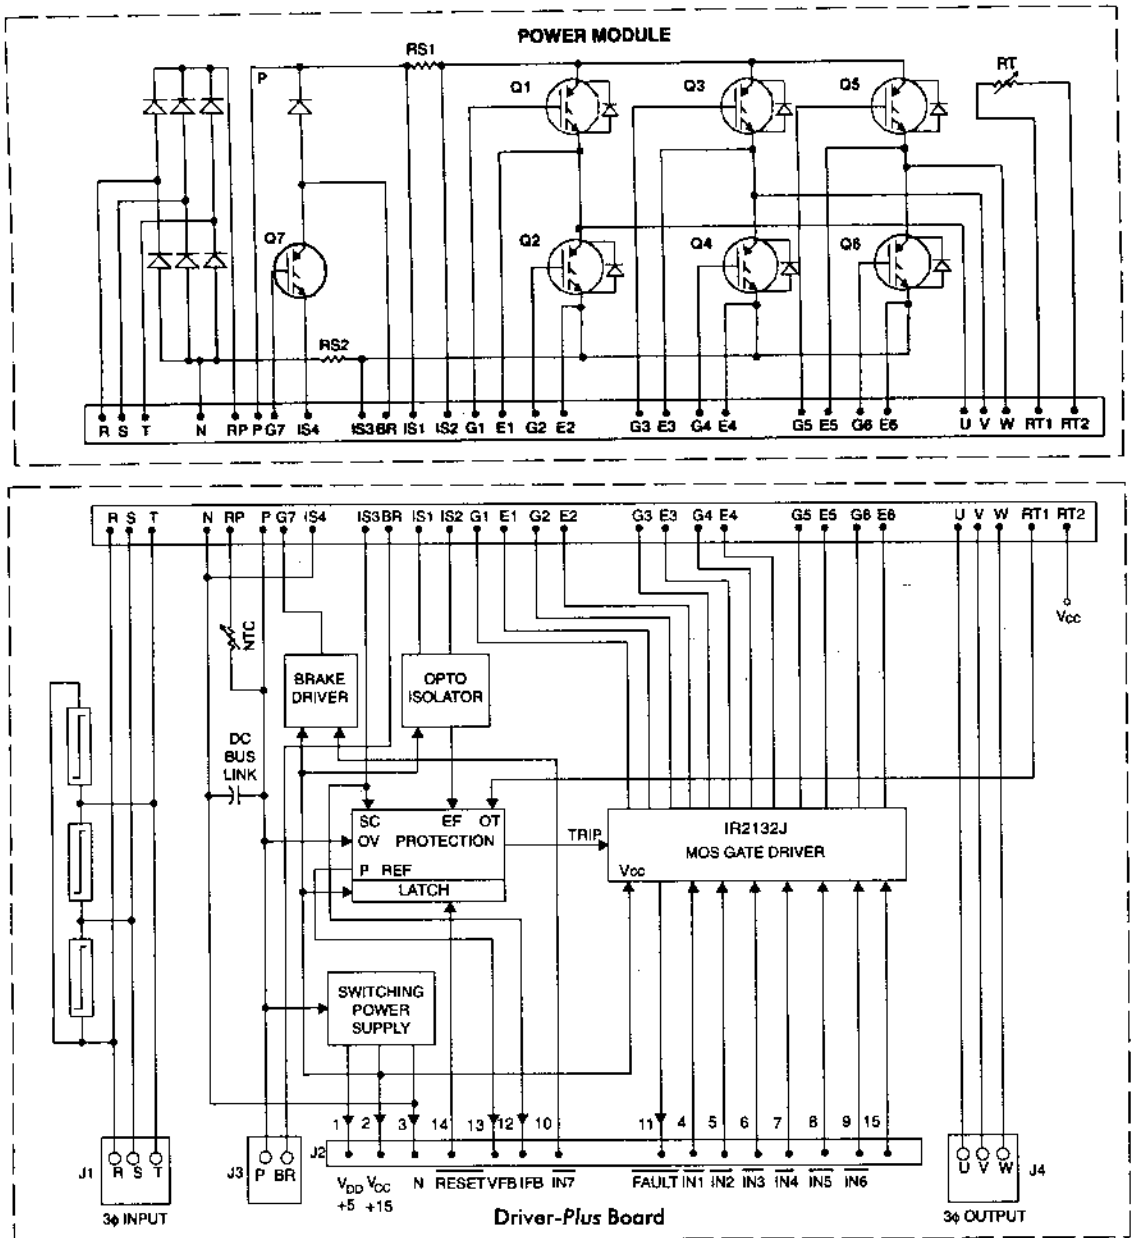 POWER MODULE
RS1
P
RT
Q1
Q3
Q5
Q7
Q2
Q4
Q6
RS2
R S T N RP P G7 IS4 IS3 BR IS1 IS2 G1 E1 G2 E2 G3 E3 G4 E4 G5 E5 G6 E6 U V W RT1 RT2
R S T N RP P G7 IS4 IS3 BR IS1 IS2 G1 E1 G2 E2 G3 E3 G4 E4 G5 E5 G6 E6 U V W RT1 RT2
Vcc
NTC
BRAKE
DRIVER
OPTO
ISOLATOR
DC
BUS
LINK
SC EF OT
OV PROTECTION
P REF
LATCH
TRIP
IR2132J
MOS GATE DRIVER
Vcc
SWITCHING
POWER
SUPPLY
1 2 3 14 13 12 10 11 4 5 6 7 8 9 15
J1 R S T
J3 P BR
J2
U V W J4
VDD VCC N RESET VFB IFB IN7 FAULT IN1 IN2 IN3 IN4 IN5 IN6
+5 +15
3ϕ INPUT
Driver-Plus Board
3ϕ OUTPUT